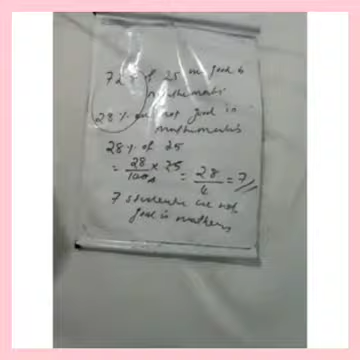 72% of 25 are good in
mathematics
28% are not good in
mathematics
28% of 25
= 28/100 × 25 = 28/4 = 7
7 students are not
good in mathems